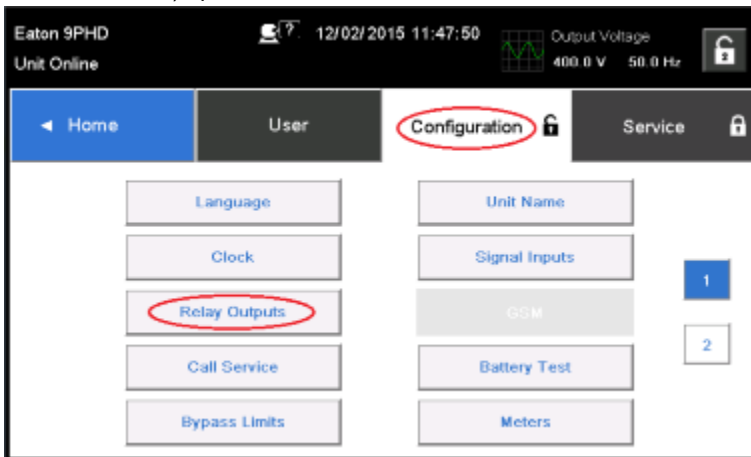 Eaton 9PHD
Unit Online
? 12/02/2015 11:47:50
Output Voltage
400.0 V 50.0 Hz
2
◄ Home
User
Configuration
Service
Language
Unit Name
Clock
Signal Inputs
Relay Outputs
GSM
Call Service
Battery Test
Bypass Limits
Meters
1
2